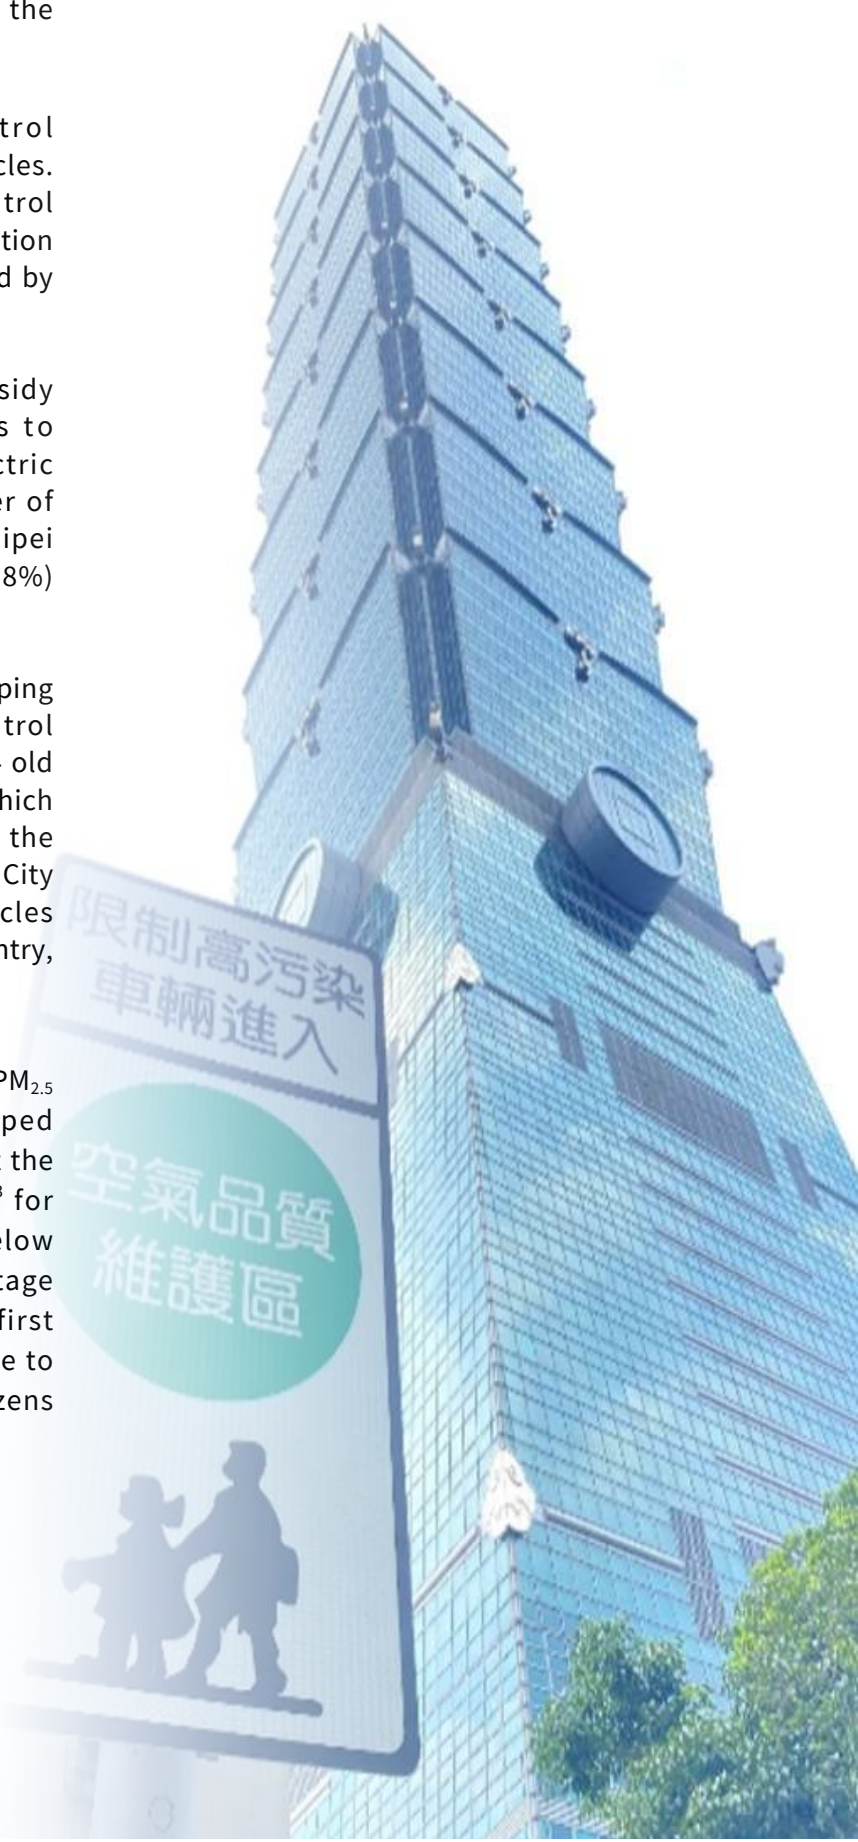 the
trol
cles.
trol
tion
d by
sidy
s to
ctric
er of
ipei
8%)
ping
trol
old
hich
the
City
cles
ntry,
PM₂.₅
ped
the
³ for
elow
tage
first
e to
zens
限制高污染
車輛進入
空氣品質
維護區